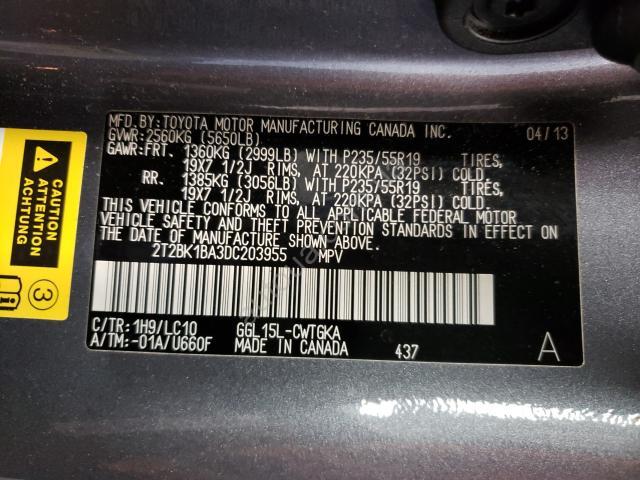 MFD.BY:TOYOTA MOTOR MANUFACTURING CANADA INC. 04/13
GVWR:2560KG (5650LB)
GAWR:FRT. 1360KG (2999LB) WITH P235/55R19 TIRES,
19X7 1/2J RIMS, AT 220KPA (32PSI) COLD.
RR. 1385KG (3056LB) WITH P235/55R19 TIRES,
19X7 1/2J RIMS, AT 220KPA (32PSI) COLD.
THIS VEHICLE CONFORMS TO ALL APPLICABLE FEDERAL MOTOR
VEHICLE SAFETY AND THEFT PREVENTION STANDARDS IN EFFECT ON
THE DATE OF MANUFACTURE SHOWN ABOVE.
2T2BK1BA3DC203955 MPV
C/TR:1H9/LC10 GGL15L-CWTGKA
A/TM:-01A/U660F MADE IN CANADA 437 A
CAUTION
ATTENTION
ACHTUNG
3